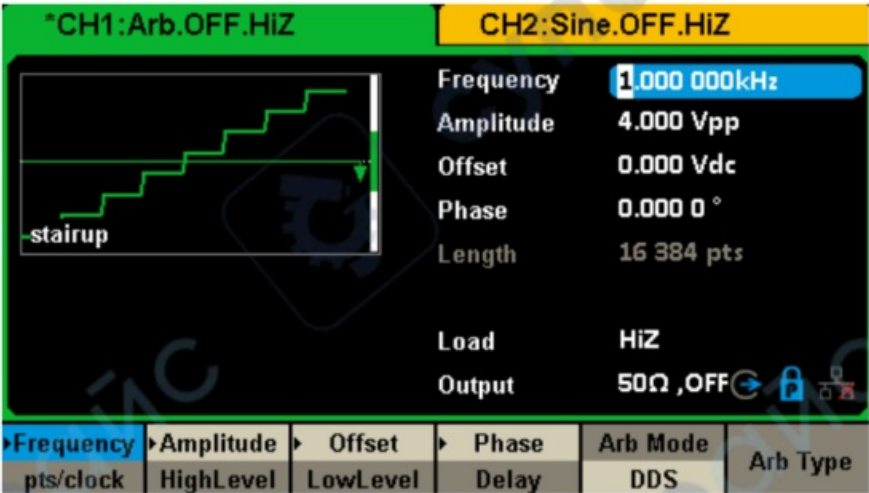 *CH1:Arb.OFF.HiZ CH2:Sine.OFF.HiZ
Frequency 1.000 000kHz
Amplitude 4.000 Vpp
Offset 0.000 Vdc
Phase 0.000 0 °
stairup
Length 16 384 pts
Load HiZ
Output 50Ω ,OFF P
Frequency Amplitude Offset Phase Arb Mode Arb Type
pts/clock HighLevel LowLevel Delay DDS